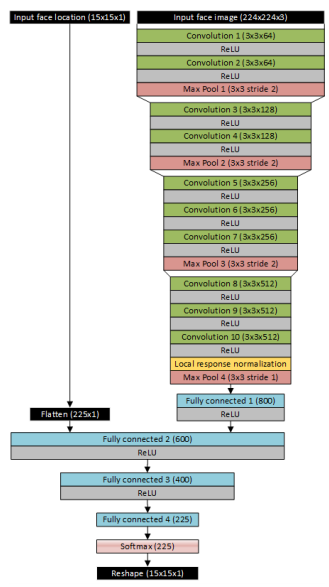 Input face location (15x15x1)
Input face image (224x224x3)
Convolution 1 (3x3x64)
ReLU
Convolution 2 (3x3x64)
ReLU
Max Pool 1 (3x3 stride 2)
Convolution 3 (3x3x128)
ReLU
Convolution 4 (3x3x128)
ReLU
Max Pool 2 (3x3 stride 2)
Convolution 5 (3x3x256)
ReLU
Convolution 6 (3x3x256)
ReLU
Convolution 7 (3x3x256)
ReLU
Max Pool 3 (3x3 stride 2)
Convolution 8 (3x3x512)
ReLU
Convolution 9 (3x3x512)
ReLU
Convolution 10 (3x3x512)
ReLU
Local response normalization
Max Pool 4 (3x3 stride 1)
Fully connected 1 (800)
ReLU
Flatten (225x1)
Fully connected 2 (600)
ReLU
Fully connected 3 (400)
ReLU
Fully connected 4 (225)
Softmax (225)
Reshape (15x15x1)